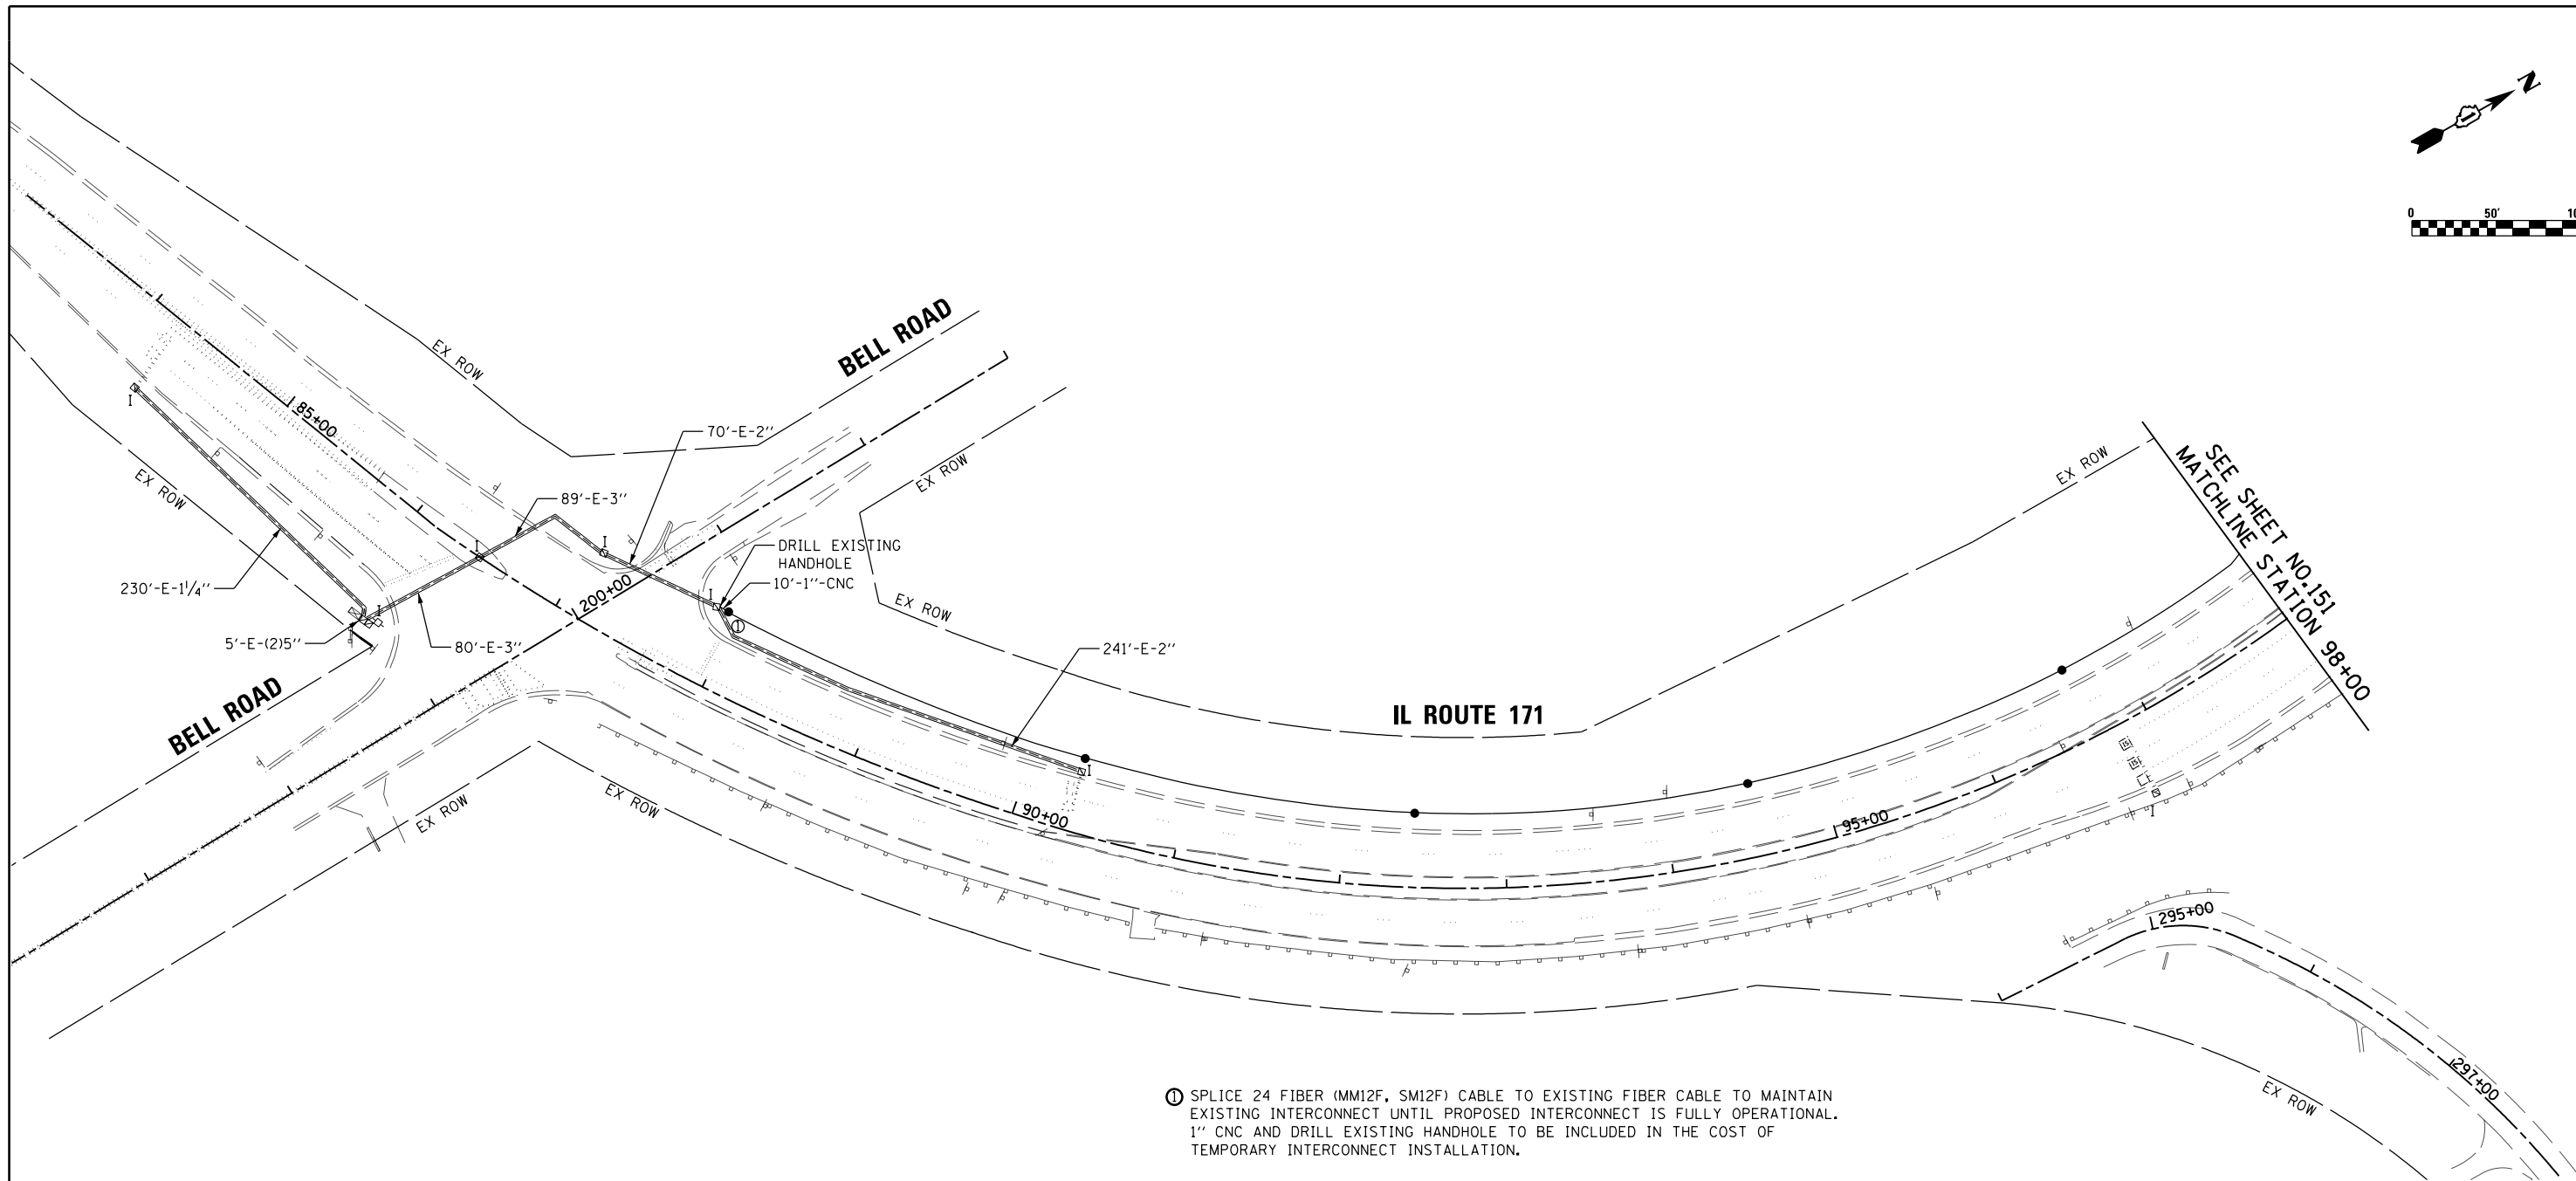 N
0 50' 10
BELL ROAD
EX ROW
85+00
70'-E-2''
EX ROW
EX ROW
SEE SHEET NO.151
MATCHLINE STATION 98+00
EX ROW
89'-E-3''
I
I
I
DRILL EXISTING
HANDHOLE
10'-1''-CNC
230'-E-1¼''
200+00
EX ROW
I
I
①
5'-E-(2)5''
80'-E-3''
241'-E-2''
BELL ROAD
IL ROUTE 171
I
EX ROW
EX ROW
90+00
95+00
IS
IS
I
295+00
297+00
EX ROW
① SPLICE 24 FIBER (MM12F, SM12F) CABLE TO EXISTING FIBER CABLE TO MAINTAIN
EXISTING INTERCONNECT UNTIL PROPOSED INTERCONNECT IS FULLY OPERATIONAL.
1'' CNC AND DRILL EXISTING HANDHOLE TO BE INCLUDED IN THE COST OF
TEMPORARY INTERCONNECT INSTALLATION.